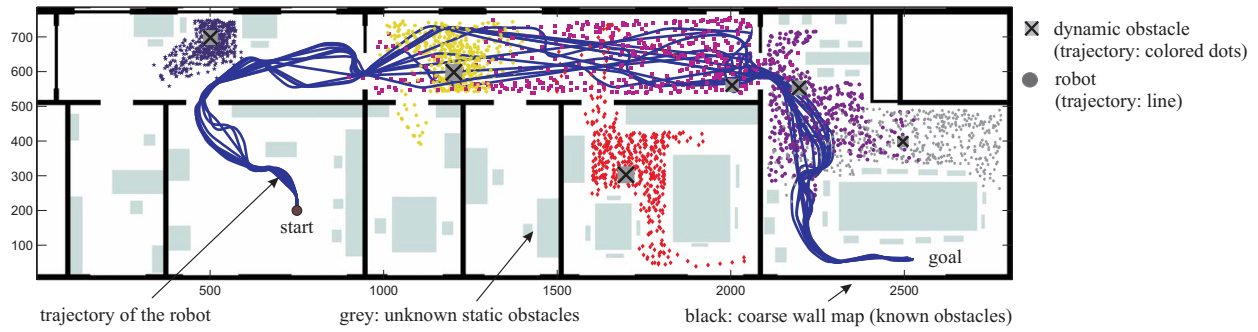 700
600
500
400
300
200
100
500
1000
1500
2000
2500
start
goal
dynamic obstacle
(trajectory: colored dots)
robot
(trajectory: line)
trajectory of the robot
grey: unknown static obstacles
black: coarse wall map (known obstacles)